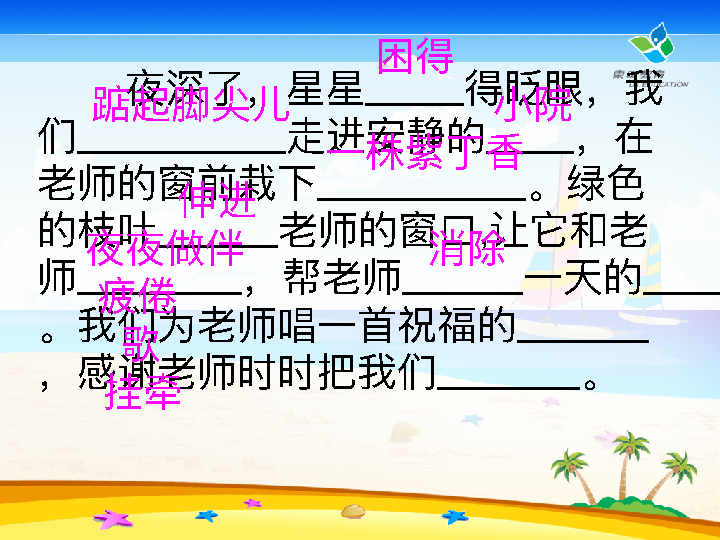 困得
夜深了，星星_____得眨眼，我
踮起脚尖儿 小院
们__________走进安静的____，在
一株紫丁香
老师的窗前栽下__________。绿色
伸进
的枝叶______老师的窗口,让它和老
夜夜做伴 消除
师________，帮老师______一天的____
疲倦
。我们为老师唱一首祝福的______
歌
，感谢老师时时把我们_______。
挂牵